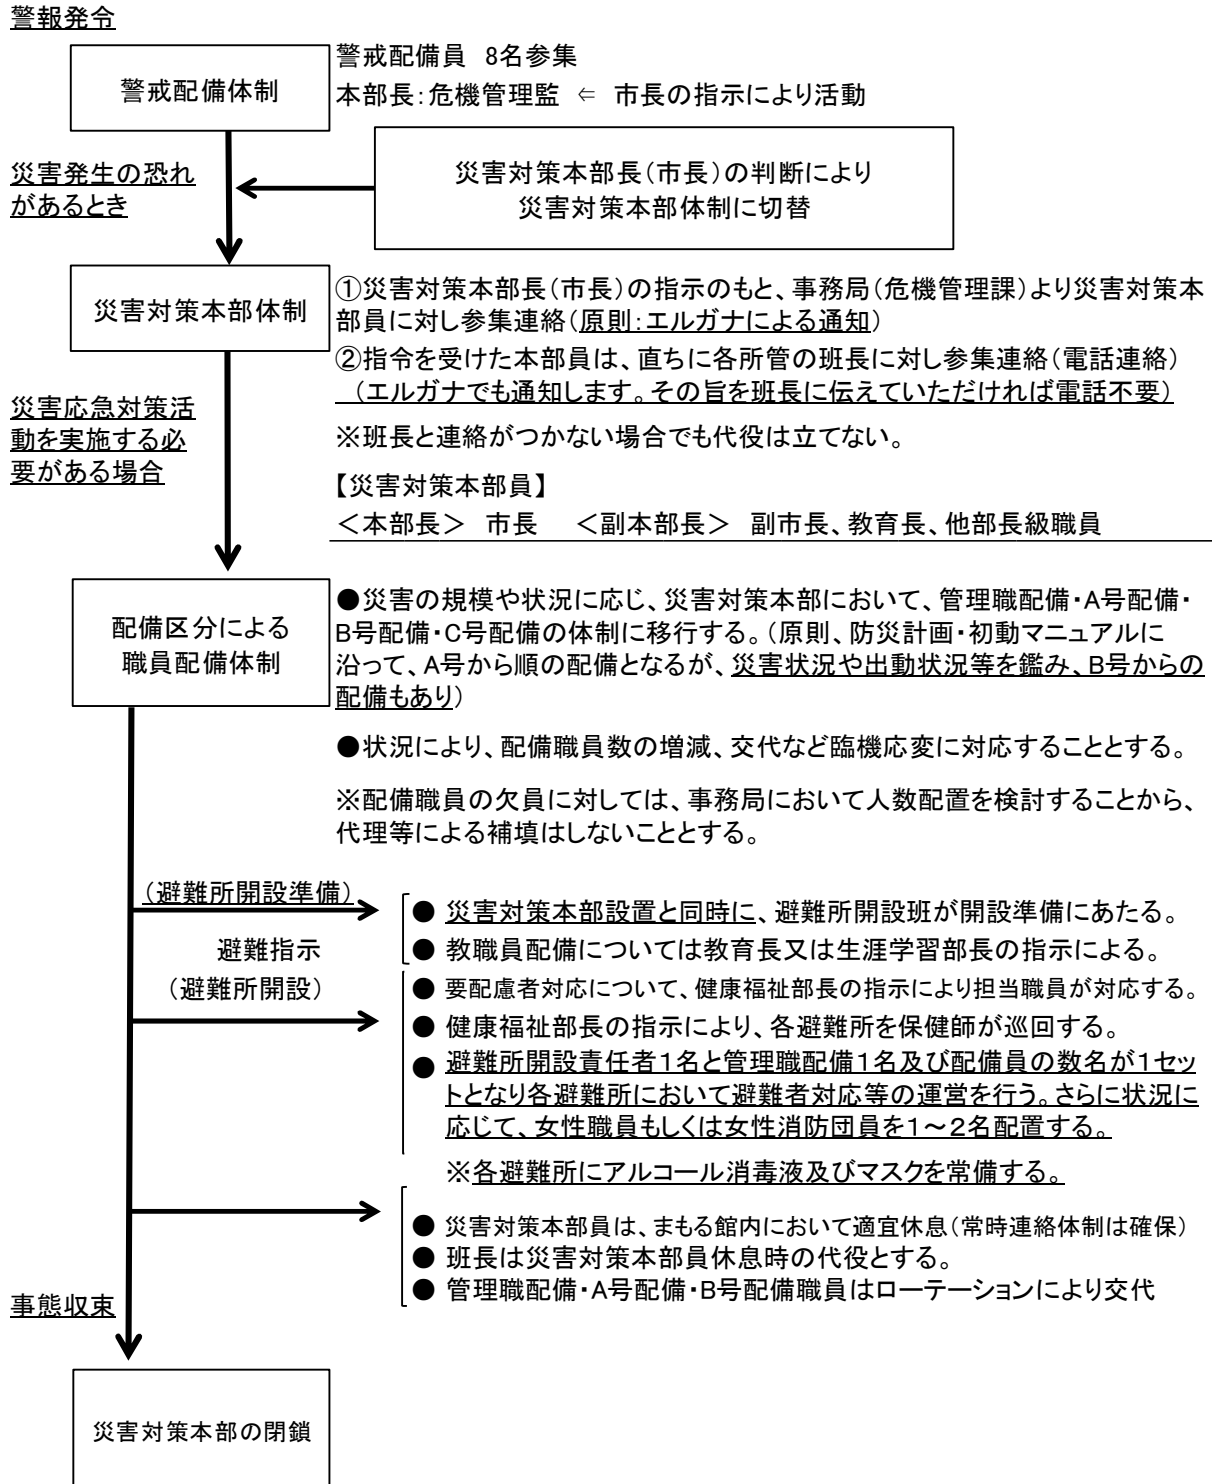 警報発令
警戒配備体制
警戒配備員　8名参集
本部長：危機管理監　⇐　市長の指示により活動
災害発生の恐れ
があるとき
災害対策本部長（市長）の判断により
災害対策本部体制に切替
災害対策本部体制
①災害対策本部長（市長）の指示のもと、事務局（危機管理課）より災害対策本
部員に対し参集連絡（原則：エルガナによる通知）
②指令を受けた本部員は、直ちに各所管の班長に対し参集連絡（電話連絡）
（エルガナでも通知します。その旨を班長に伝えていただければ電話不要）
※班長と連絡がつかない場合でも代役は立てない。
【災害対策本部員】
＜本部長＞　市長　　＜副本部長＞　副市長、教育長、他部長級職員
災害応急対策活
動を実施する必
要がある場合
配備区分による
職員配備体制
●災害の規模や状況に応じ、災害対策本部において、管理職配備・A号配備・
B号配備・C号配備の体制に移行する。（原則、防災計画・初動マニュアルに
沿って、A号から順の配備となるが、災害状況や出動状況等を鑑み、B号からの
配備もあり）
●状況により、配備職員数の増減、交代など臨機応変に対応することとする。
※配備職員の欠員に対しては、事務局において人数配置を検討することから、
代理等による補填はしないこととする。
（避難所開設準備）
● 災害対策本部設置と同時に、避難所開設班が開設準備にあたる。
● 教職員配備については教育長又は生涯学習部長の指示による。
避難指示
（避難所開設）
● 要配慮者対応について、健康福祉部長の指示により担当職員が対応する。
● 健康福祉部長の指示により、各避難所を保健師が巡回する。
● 避難所開設責任者１名と管理職配備１名及び配備員の数名が１セッ
トとなり各避難所において避難者対応等の運営を行う。さらに状況に
応じて、女性職員もしくは女性消防団員を１～２名配置する。
※各避難所にアルコール消毒液及びマスクを常備する。
● 災害対策本部員は、まもる館内において適宜休息（常時連絡体制は確保）
● 班長は災害対策本部員休息時の代役とする。
● 管理職配備・A号配備・B号配備職員はローテーションにより交代
事態収束
災害対策本部の閉鎖